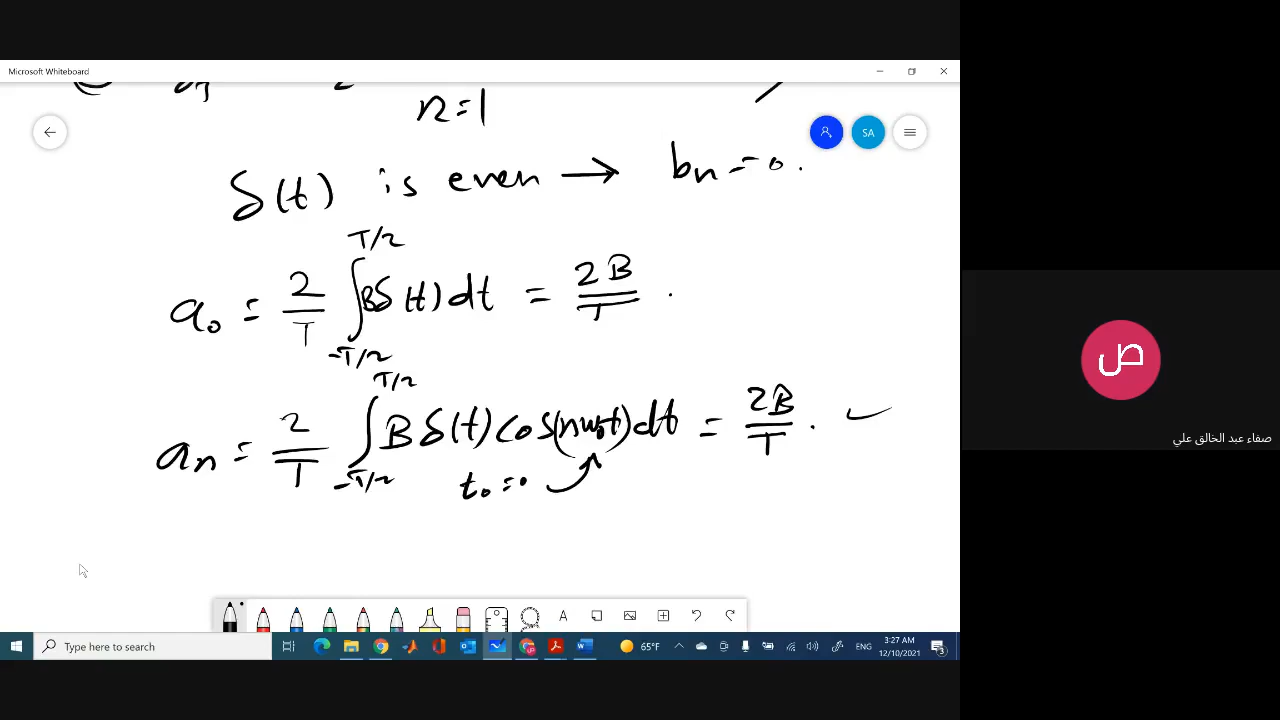 Microsoft Whiteboard
n=1
SA
δ(t) is even → bn=0.
a₀ = 2/T ∫_{-T/2}^{T/2} Bδ(t)dt = 2B/T .
aₙ = 2/T ∫_{-T/2}^{T/2} B δ(t) cos(nω₀t)dt = 2B/T . ✓
t₀=0
ص
صفاء عبد الخالق علي
A
Type here to search
65°F
ENG
3:27 AM
12/10/2021
3